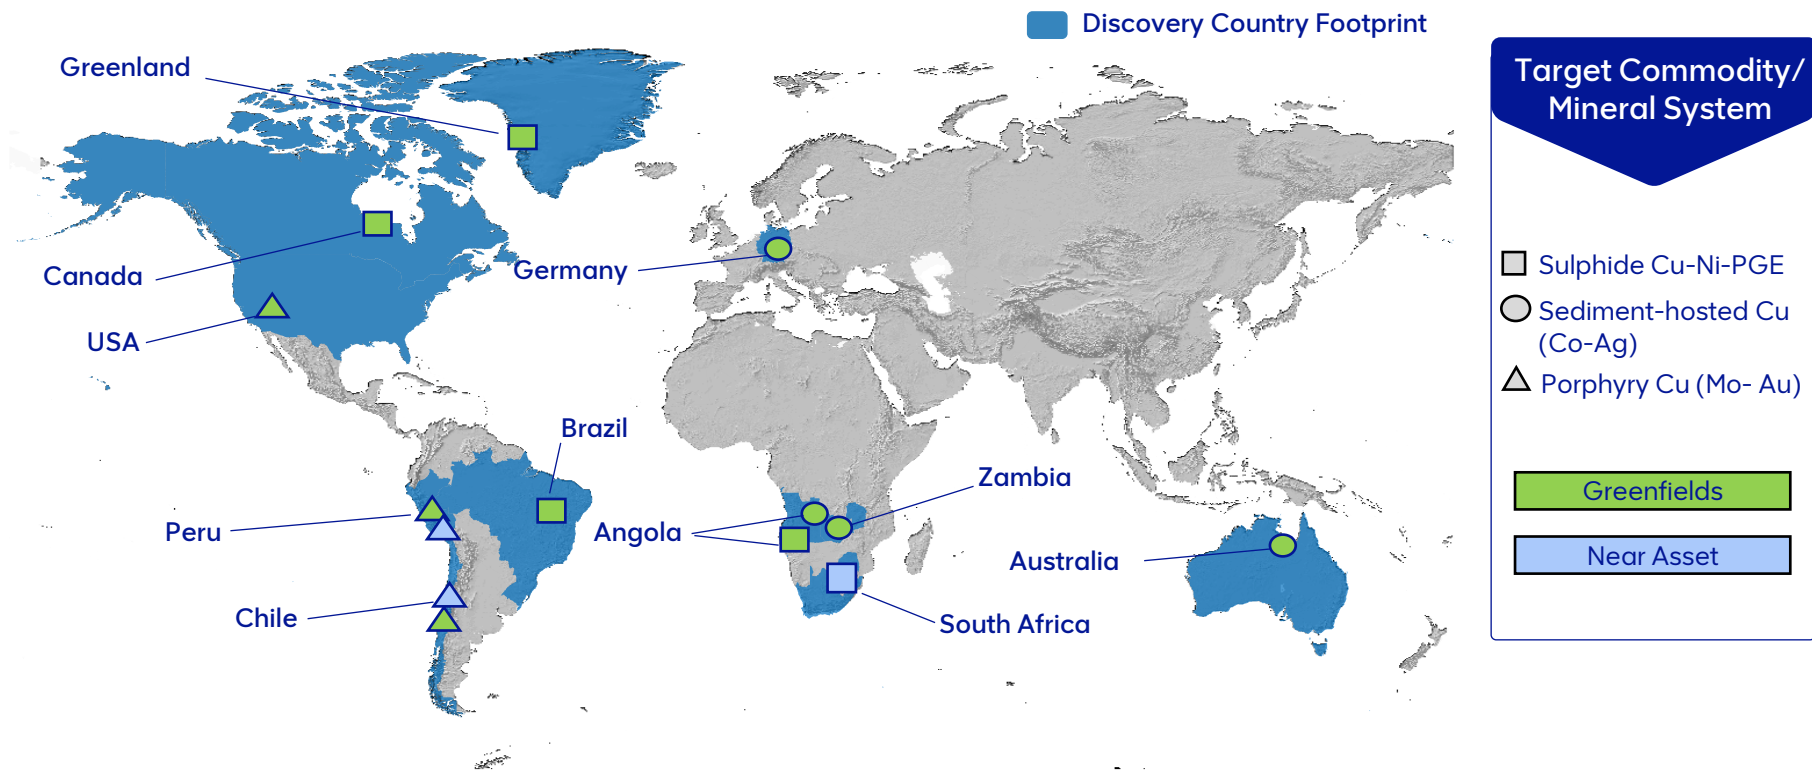 Discovery Country Footprint
Greenland
Canada
USA
Germany
Brazil
Peru
Chile
Angola
Zambia
South Africa
Australia
Target Commodity/
Mineral System
Sulphide Cu-Ni-PGE
Sediment-hosted Cu
(Co-Ag)
Porphyry Cu (Mo- Au)
Greenfields
Near Asset